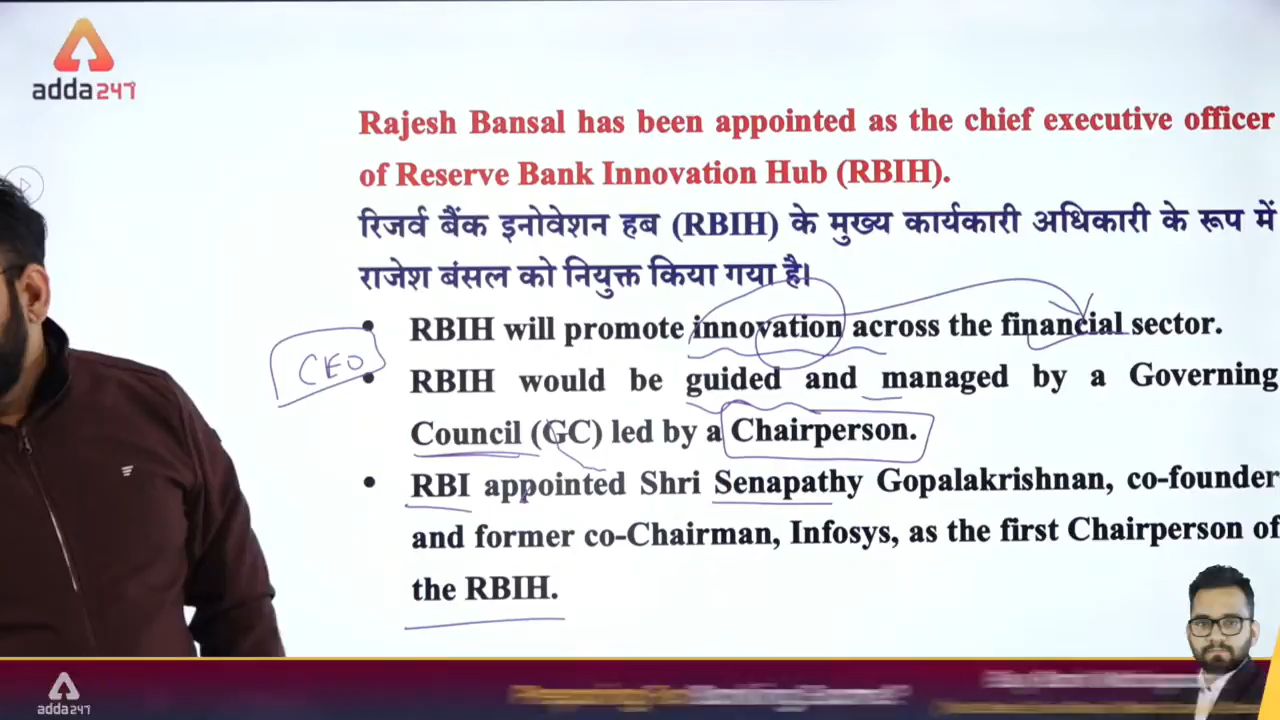 adda247
Rajesh Bansal has been appointed as the chief executive officer
of Reserve Bank Innovation Hub (RBIH).
रिजर्व बैंक इनोवेशन हब (RBIH) के मुख्य कार्यकारी अधिकारी के रूप में
राजेश बंसल को नियुक्त किया गया है।
• RBIH will promote innovation across the financial sector.
CEO
• RBIH would be guided and managed by a Governing
Council (GC) led by a Chairperson.
• RBI appointed Shri Senapathy Gopalakrishnan, co-founder
and former co-Chairman, Infosys, as the first Chairperson of
the RBIH.
adda247